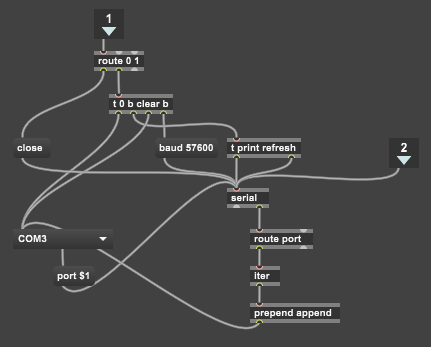 1
route 0 1
t 0 b clear b
close
baud 57600
t print refresh
2
serial
COM3
route port
port $1
iter
prepend append